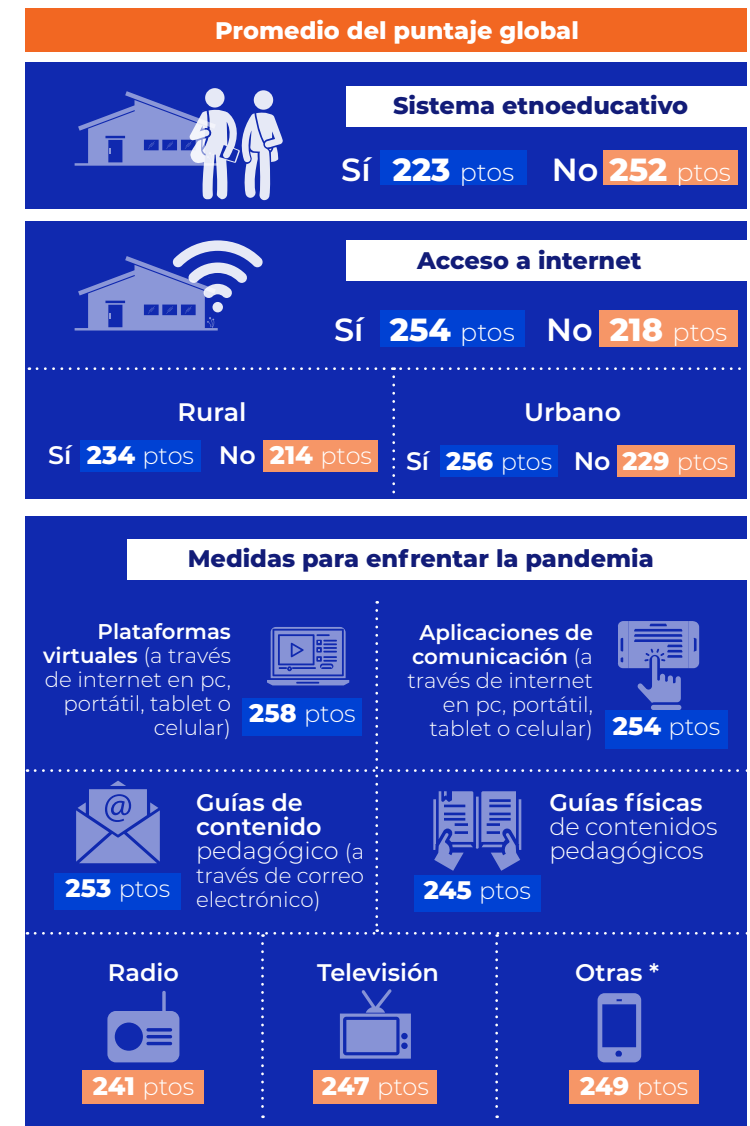 Promedio del puntaje global
Sistema etnoeducativo
Sí 223 ptos No 252 ptos
Acceso a internet
Sí 254 ptos No 218 ptos
Rural
Sí 234 ptos No 214 ptos
Urbano
Sí 256 ptos No 229 ptos
Medidas para enfrentar la pandemia
Plataformas
virtuales (a través
de internet en pc,
portátil, tablet o
celular)
258 ptos
Aplicaciones de
comunicación (a
través de internet
en pc, portátil,
tablet o celular)
254 ptos
@
Guías de
contenido
pedagógico (a
través de correo
electrónico)
253 ptos
Guías físicas
de contenidos
pedagógicos
245 ptos
Radio
241 ptos
Televisión
247 ptos
Otras *
249 ptos